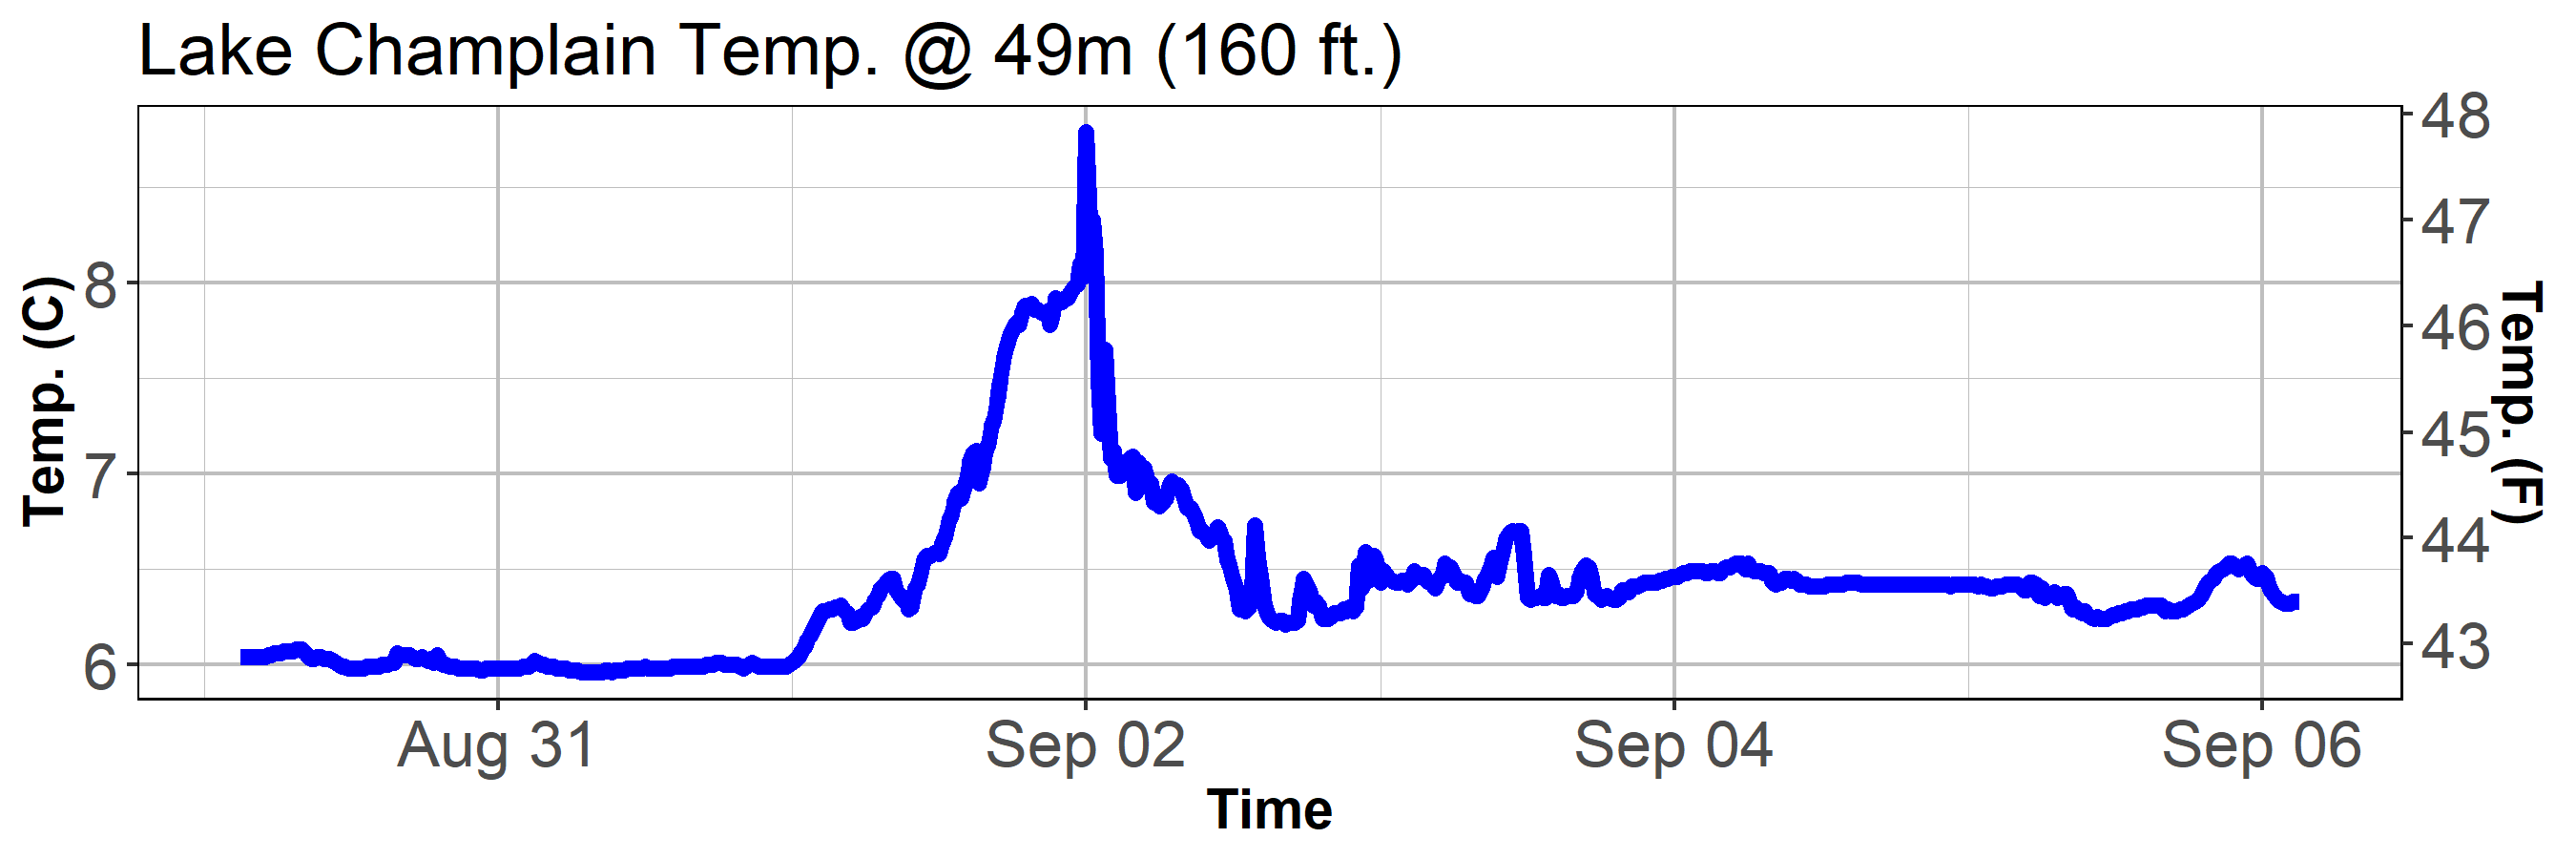 Lake Champlain Temp. @ 49m (160 ft.)
Temp. (C)
8
7
6
48
47
46
45
44
43
Temp. (F)
Aug 31 Sep 02 Sep 04 Sep 06
Time